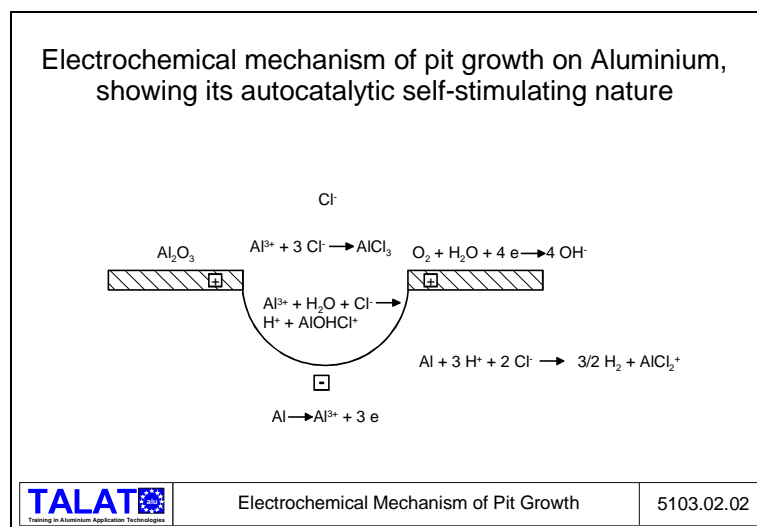 Electrochemical mechanism of pit growth on Aluminium,
showing its autocatalytic self-stimulating nature
Cl⁻
Al₂O₃
Al³⁺ + 3 Cl⁻ → AlCl₃
O₂ + H₂O + 4 e → 4 OH⁻
+
+
Al³⁺ + H₂O + Cl⁻ →
H⁺ + AlOHCl⁺
Al + 3 H⁺ + 2 Cl⁻ → 3/2 H₂ + AlCl₂⁺
-
Al → Al³⁺ + 3 e
TALAT alu
Training in Aluminium Application Technologies
Electrochemical Mechanism of Pit Growth
5103.02.02